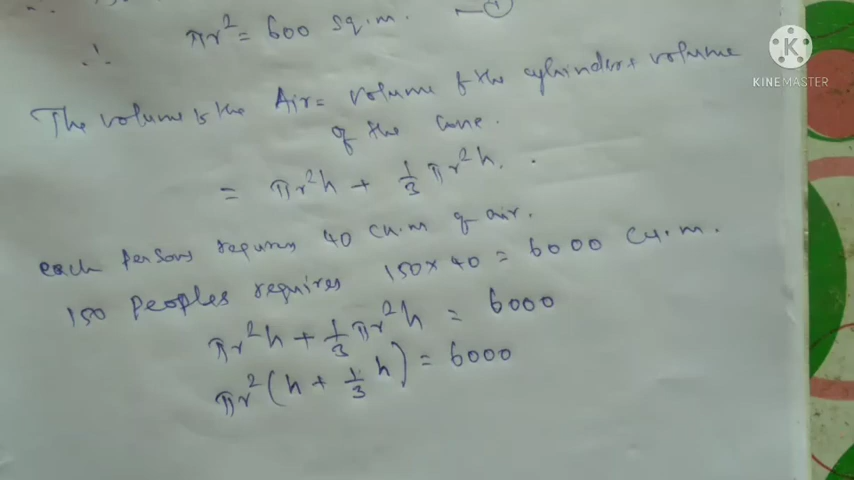 ∴ πr² = 600 sq.m. —①
The volume is the Air = volume of the cylinder + volume
of the cone.
= πr²h + 1/3 πr²h.
each persons requires 40 cu.m of air.
150 Peoples requires 150×40 = 6000 cu.m.
πr²h + 1/3 πr²h = 6000
πr²(h + 1/3 h) = 6000
K
KINEMASTER